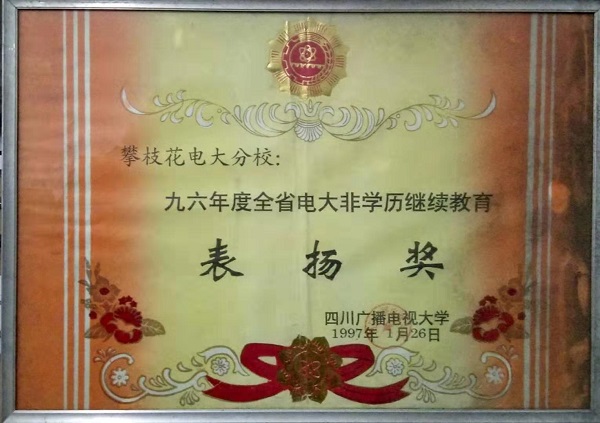 攀枝花电大分校：
九六年度全省电大非学历继续教育
表扬奖
四川广播电视大学
1997年1月26日